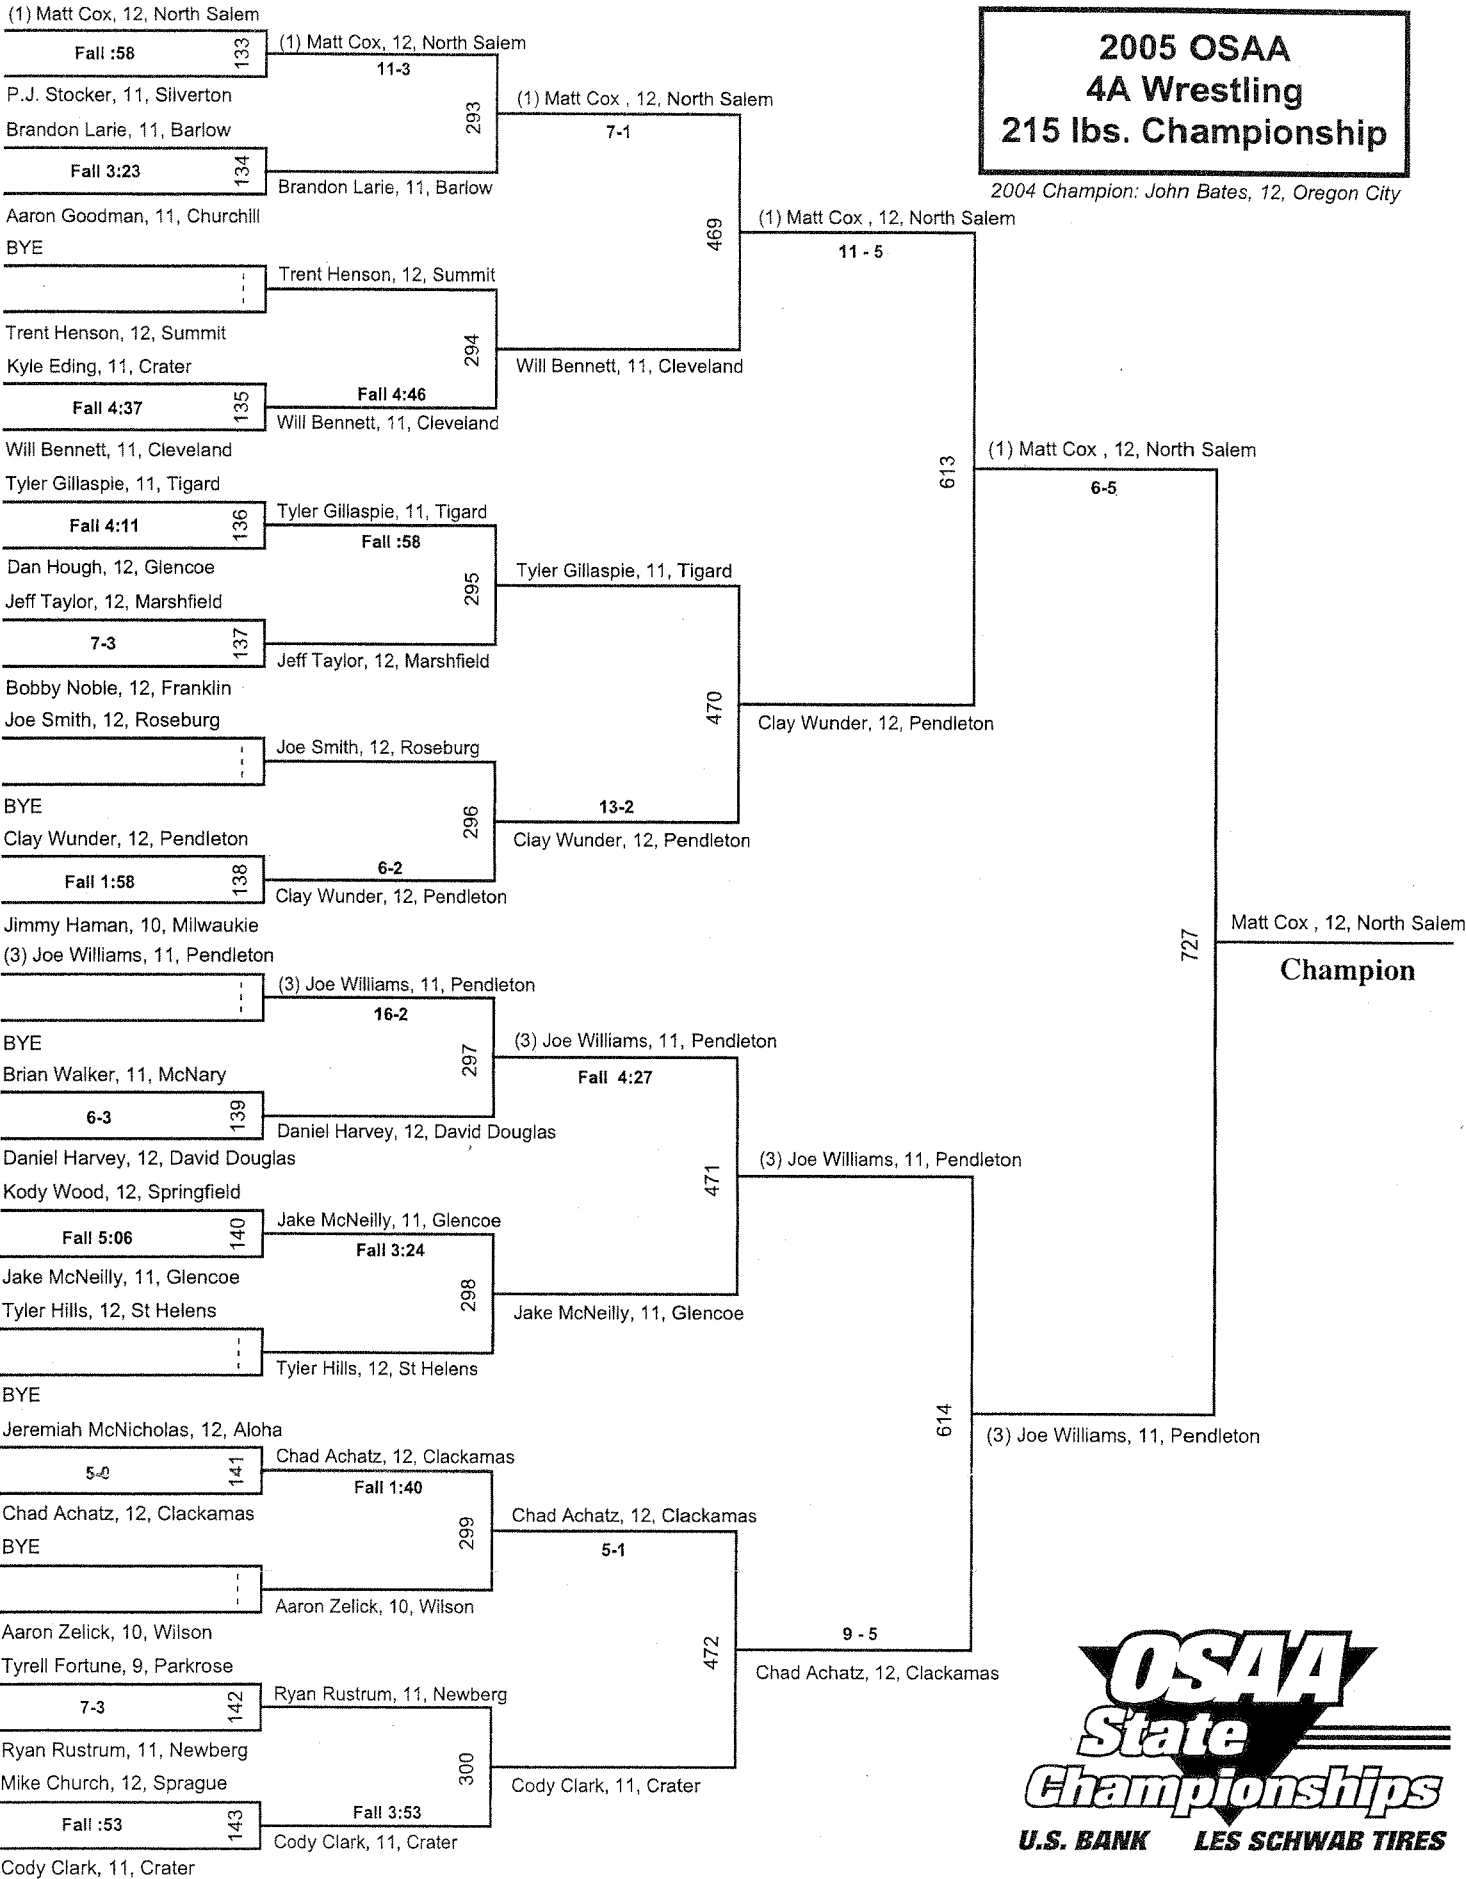 (1) Matt Cox, 12, North Salem
Fall :58
133
P.J. Stocker, 11, Silverton
Brandon Larie, 11, Barlow
Fall 3:23
134
Aaron Goodman, 11, Churchill
BYE
Trent Henson, 12, Summit
Kyle Eding, 11, Crater
Fall 4:37
135
Will Bennett, 11, Cleveland
Tyler Gillaspie, 11, Tigard
Fall 4:11
136
Dan Hough, 12, Glencoe
Jeff Taylor, 12, Marshfield
7-3
137
Bobby Noble, 12, Franklin
Joe Smith, 12, Roseburg
BYE
Clay Wunder, 12, Pendleton
Fall 1:58
138
Jimmy Haman, 10, Milwaukie
(3) Joe Williams, 11, Pendleton
BYE
Brian Walker, 11, McNary
6-3
139
Daniel Harvey, 12, David Douglas
Kody Wood, 12, Springfield
Fall 5:06
140
Jake McNeilly, 11, Glencoe
Tyler Hills, 12, St Helens
BYE
Jeremiah McNicholas, 12, Aloha
5-0
141
Chad Achatz, 12, Clackamas
BYE
Aaron Zelick, 10, Wilson
Tyrell Fortune, 9, Parkrose
7-3
142
Ryan Rustrum, 11, Newberg
Mike Church, 12, Sprague
Fall :53
143
Cody Clark, 11, Crater
(1) Matt Cox, 12, North Salem
11-3
293
Brandon Larie, 11, Barlow
Trent Henson, 12, Summit
294
Fall 4:46
Will Bennett, 11, Cleveland
Tyler Gillaspie, 11, Tigard
Fall :58
295
Jeff Taylor, 12, Marshfield
Joe Smith, 12, Roseburg
296
6-2
Clay Wunder, 12, Pendleton
(3) Joe Williams, 11, Pendleton
16-2
297
Daniel Harvey, 12, David Douglas
Jake McNeilly, 11, Glencoe
Fall 3:24
298
Tyler Hills, 12, St Helens
Chad Achatz, 12, Clackamas
Fall 1:40
299
Aaron Zelick, 10, Wilson
Ryan Rustrum, 11, Newberg
300
Fall 3:53
Cody Clark, 11, Crater
(1) Matt Cox , 12, North Salem
7-1
469
Will Bennett, 11, Cleveland
Tyler Gillaspie, 11, Tigard
470
13-2
Clay Wunder, 12, Pendleton
(3) Joe Williams, 11, Pendleton
Fall 4:27
471
Jake McNeilly, 11, Glencoe
Chad Achatz, 12, Clackamas
5-1
472
Cody Clark, 11, Crater
(1) Matt Cox , 12, North Salem
11 - 5
613
Clay Wunder, 12, Pendleton
(3) Joe Williams, 11, Pendleton
614
9 - 5
Chad Achatz, 12, Clackamas
(1) Matt Cox , 12, North Salem
6-5
727
(3) Joe Williams, 11, Pendleton
Matt Cox , 12, North Salem
Champion
2005 OSAA
4A Wrestling
215 lbs. Championship
2004 Champion: John Bates, 12, Oregon City
OSAA
State
Championships
U.S. BANK LES SCHWAB TIRES